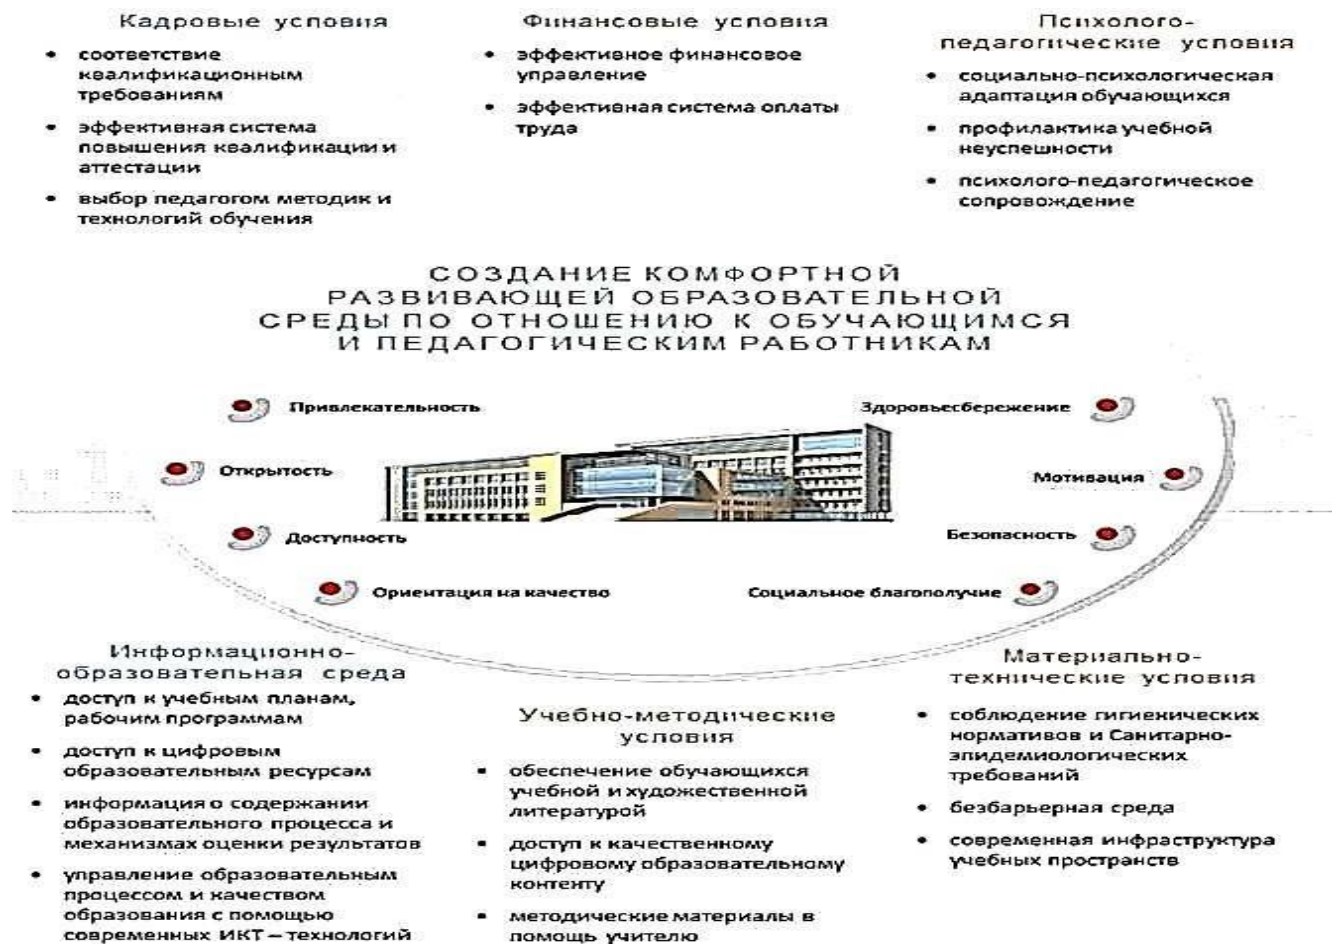 Кадровые условия
• соответствие
квалификационным
требованиям
• эффективная система
повышения квалификации и
аттестации
• выбор педагогом методик и
технологий обучения
Финансовые условия
• эффективное финансовое
управление
• эффективная система оплаты
труда
Психолого-
педагогические условия
• социально-психологическая
адаптация обучающихся
• профилактика учебной
неуспешности
• психолого-педагогическое
сопровождение
СОЗДАНИЕ КОМФОРТНОЙ
РАЗВИВАЮЩЕЙ ОБРАЗОВАТЕЛЬНОЙ
СРЕДЫ ПО ОТНОШЕНИЮ К ОБУЧАЮЩИМСЯ
И ПЕДАГОГИЧЕСКИМ РАБОТНИКАМ
Привлекательность
Открытость
Доступность
Ориентация на качество
Здоровьесбережение
Мотивация
Безопасность
Социальное благополучие
Информационно-
образовательная среда
• доступ к учебным планам,
рабочим программам
• доступ к цифровым
образовательным ресурсам
• информация о содержании
образовательного процесса и
механизмах оценки результатов
• управление образовательным
процессом и качеством
образования с помощью
современных ИКТ – технологий
Учебно-методические
условия
• обеспечение обучающихся
учебной и художественной
литературой
• доступ к качественному
цифровому образовательному
контенту
• методические материалы в
помощь учителю
Материально-
технические условия
• соблюдение гигиенических
нормативов и Санитарно-
эпидемиологических
требований
• безбарьерная среда
• современная инфраструктура
учебных пространств